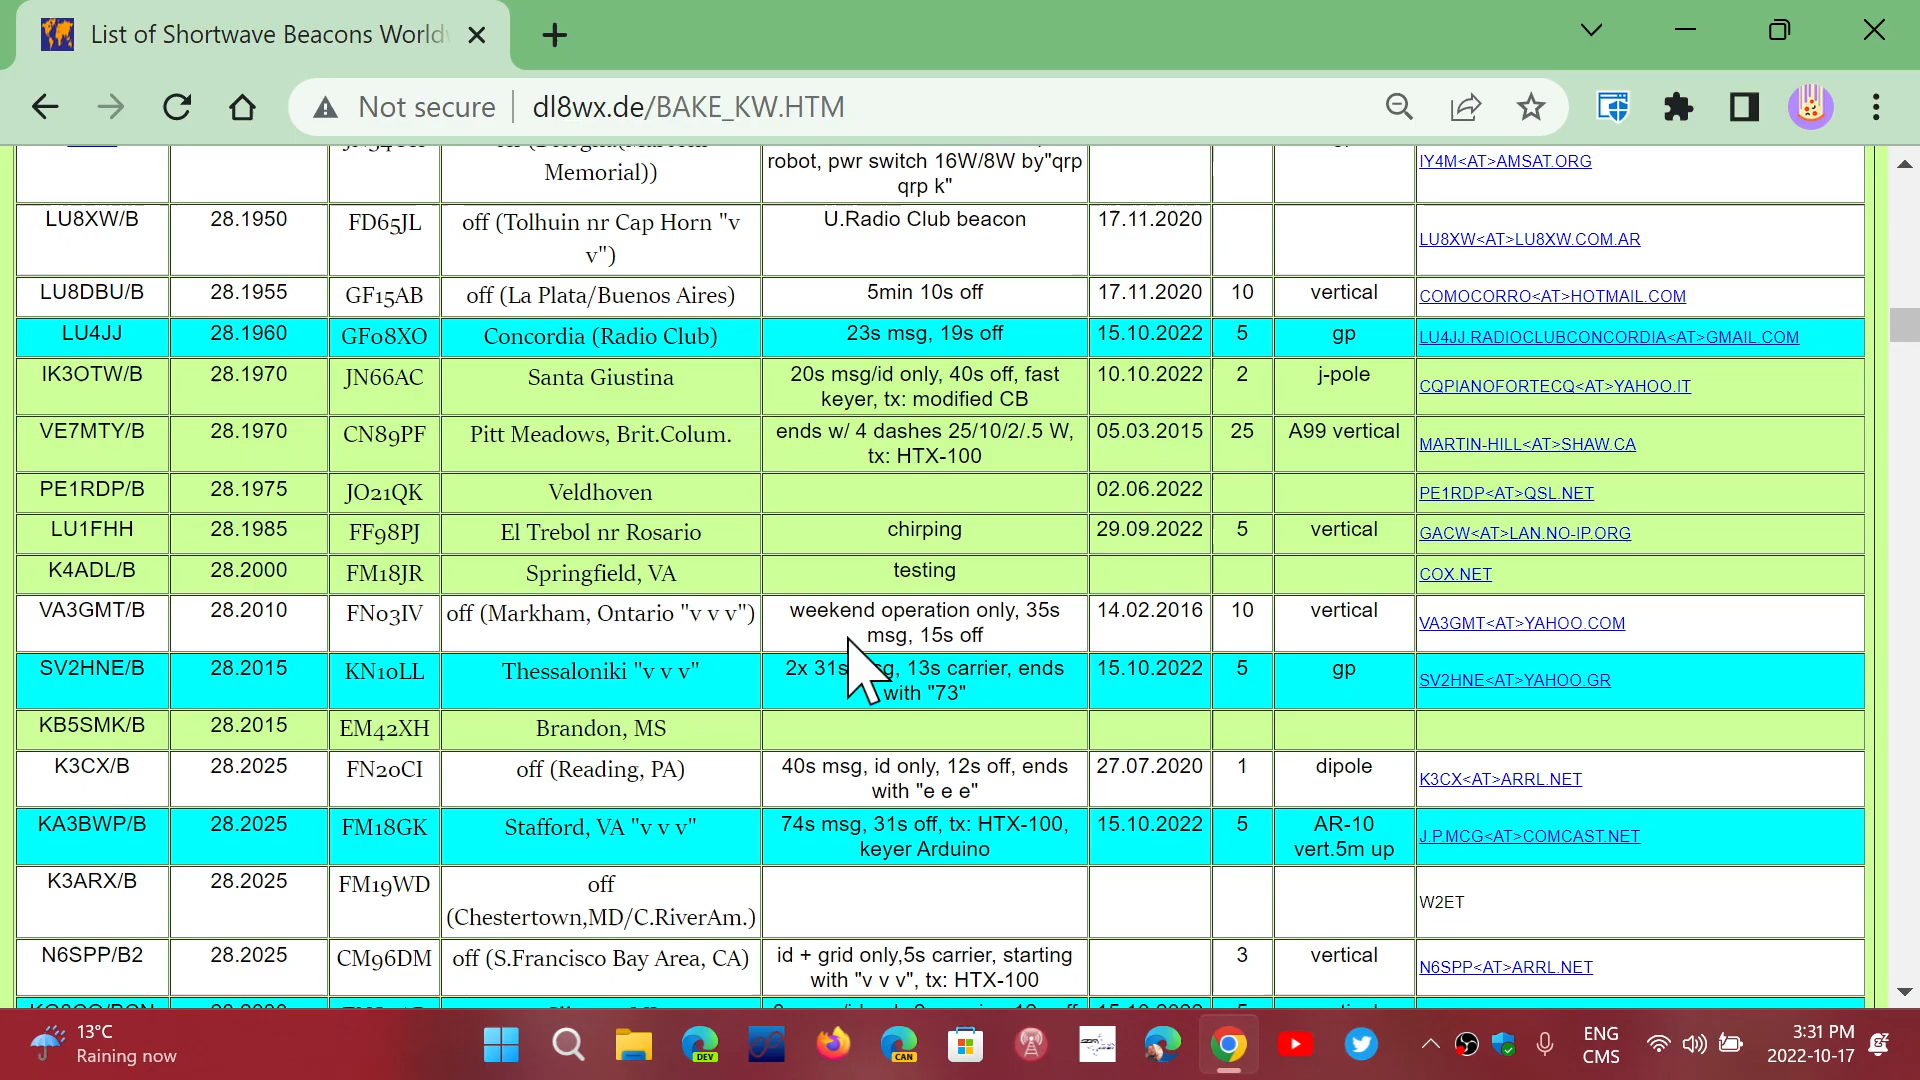 List of Shortwave Beacons World
Not secure dl8wx.de/BAKE_KW.HTM
Memorial)) robot, pwr switch 16W/8W by"qrp qrp k" IY4M<AT>AMSAT.ORG
LU8XW/B 28.1950 FD65JL off (Tolhuin nr Cap Horn "v v") U.Radio Club beacon 17.11.2020 LU8XW<AT>LU8XW.COM.AR
LU8DBU/B 28.1955 GF15AB off (La Plata/Buenos Aires) 5min 10s off 17.11.2020 10 vertical COMOCORRO<AT>HOTMAIL.COM
LU4JJ 28.1960 GF08XO Concordia (Radio Club) 23s msg, 19s off 15.10.2022 5 gp LU4JJ.RADIOCLUBCONCORDIA<AT>GMAIL.COM
IK3OTW/B 28.1970 JN66AC Santa Giustina 20s msg/id only, 40s off, fast keyer, tx: modified CB 10.10.2022 2 j-pole CQPIANOFORTECQ<AT>YAHOO.IT
VE7MTY/B 28.1970 CN89PF Pitt Meadows, Brit.Colum. ends w/ 4 dashes 25/10/2/.5 W, tx: HTX-100 05.03.2015 25 A99 vertical MARTIN-HILL<AT>SHAW.CA
PE1RDP/B 28.1975 JO21QK Veldhoven 02.06.2022 PE1RDP<AT>QSL.NET
LU1FHH 28.1985 FF98PJ El Trebol nr Rosario chirping 29.09.2022 5 vertical GACW<AT>LAN.NO-IP.ORG
K4ADL/B 28.2000 FM18JR Springfield, VA testing COX.NET
VA3GMT/B 28.2010 FN03IV off (Markham, Ontario "v v v") weekend operation only, 35s msg, 15s off 14.02.2016 10 vertical VA3GMT<AT>YAHOO.COM
SV2HNE/B 28.2015 KN10LL Thessaloniki "v v v" 2x 31s 13s carrier, ends with "73" 15.10.2022 5 gp SV2HNE<AT>YAHOO.GR
KB5SMK/B 28.2015 EM42XH Brandon, MS
K3CX/B 28.2025 FN20CI off (Reading, PA) 40s msg, id only, 12s off, ends with "e e e" 27.07.2020 1 dipole K3CX<AT>ARRL.NET
KA3BWP/B 28.2025 FM18GK Stafford, VA "v v v" 74s msg, 31s off, tx: HTX-100, keyer Arduino 15.10.2022 5 AR-10 vert.5m up J.P.MCG<AT>COMCAST.NET
K3ARX/B 28.2025 FM19WD off (Chestertown,MD/C.RiverAm.) W2ET
N6SPP/B2 28.2025 CM96DM off (S.Francisco Bay Area, CA) id + grid only,5s carrier, starting with "v v v", tx: HTX-100 3 vertical N6SPP<AT>ARRL.NET
13°C
Raining now
DEV
CAN
ENG
CMS
3:31 PM
2022-10-17